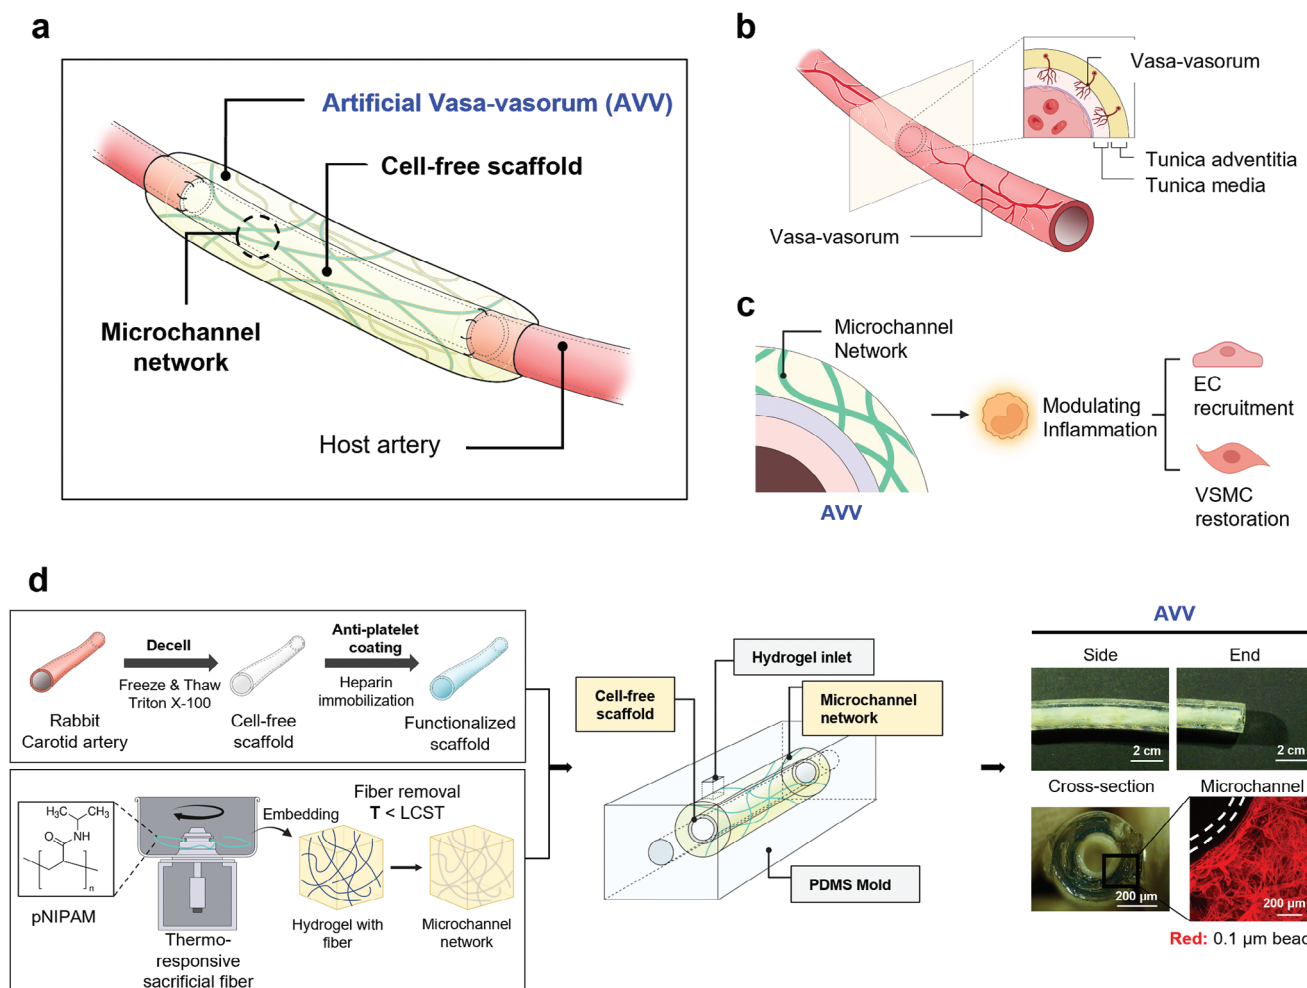 a
Artificial Vasa-vasorum (AVV)
Cell-free scaffold
Microchannel
network
Host artery
b
Vasa-vasorum
Tunica adventitia
Tunica media
Vasa-vasorum
c
Microchannel
Network
AVV
Modulating
Inflammation
EC
recruitment
VSMC
restoration
d
Decell
Freeze & Thaw
Triton X-100
Anti-platelet
coating
Heparin
immobilization
Rabbit
Carotid artery
Cell-free
scaffold
Functionalized
scaffold
H₃C
CH₃
NH
O
n
pNIPAM
Thermo-
responsive
sacrificial fiber
Embedding
Fiber removal
T < LCST
Hydrogel with
fiber
Microchannel
network
Hydrogel inlet
Cell-free
scaffold
Microchannel
network
PDMS Mold
AVV
Side
End
2 cm
2 cm
Cross-section
Microchannel
200 µm
200 µm
Red: 0.1 µm bead